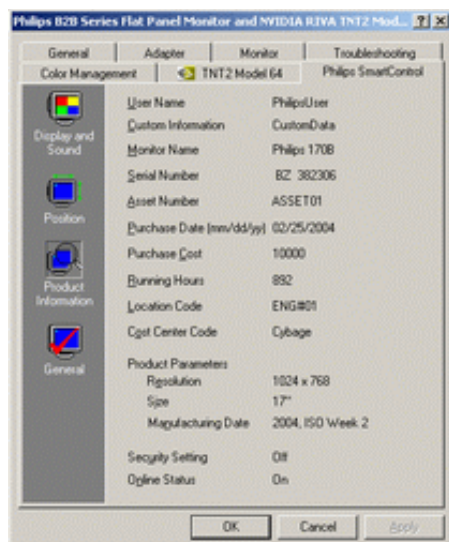 Philips B2B Series Flat Panel Monitor and NVIDIA RIVA TNT2 Mod...
General Adapter Monitor Troubleshooting
Color Management TNT2 Model 64 Philips SmartControl
Display and Sound
Position
Product Information
General
User Name PhilipsUser
Custom Information CustomData
Monitor Name Philips 170B
Serial Number BZ 382306
Asset Number ASSET01
Purchase Date (mm/dd/yy) 02/25/2004
Purchase Cost 10000
Running Hours 892
Location Code ENG#01
Cost Center Code Cybage
Product Parameters
Resolution 1024 x 768
Size 17"
Manufacturing Date 2004, ISO Week 2
Security Setting Off
Online Status On
OK Cancel Apply